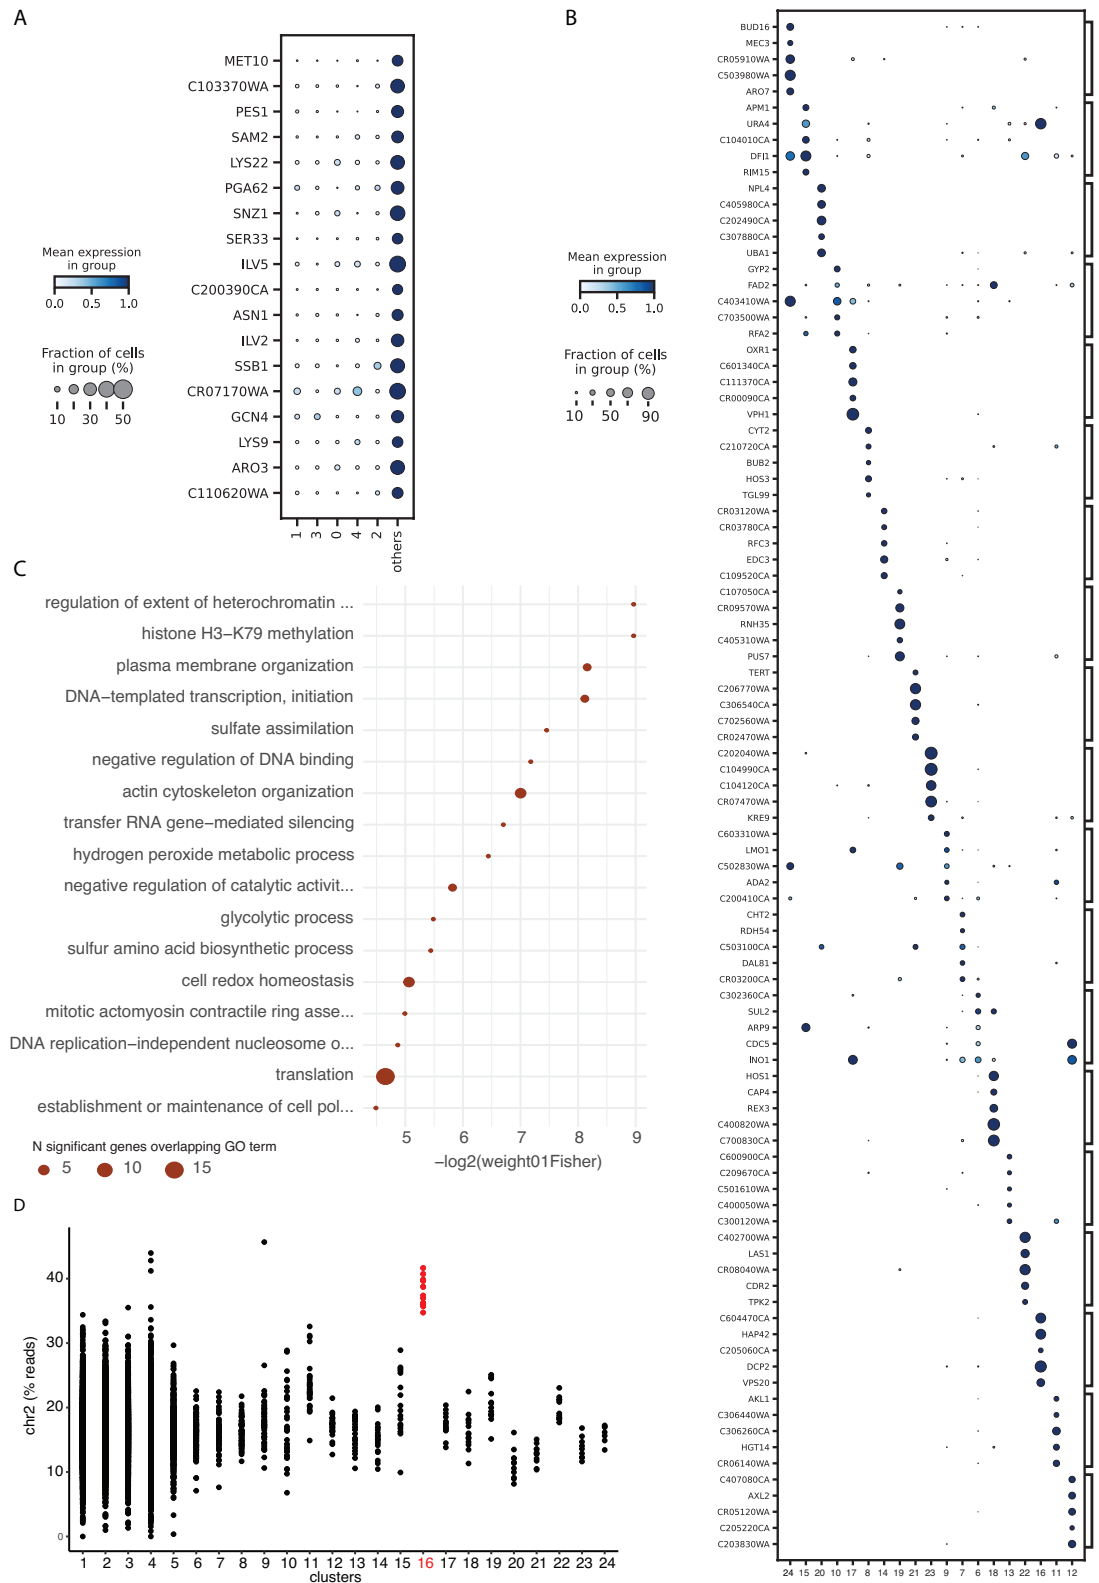 A
MET10
C103370WA
PES1
SAM2
LYS22
PGA62
SNZ1
SER33
ILV5
C200390CA
ASN1
ILV2
SSB1
CR07170WA
GCN4
LYS9
ARO3
C110620WA
1 3 0 4 2 others
Mean expression
in group
0.0 0.5 1.0
Fraction of cells
in group (%)
10 30 50
B
Mean expression
in group
0.0 0.5 1.0
Fraction of cells
in group (%)
10 50 90
BUD16
MEC3
CR05910WA
C503980WA
ARO7
APM1
URA4
C104010CA
DFI1
RIM15
NPL4
C405980CA
C202490CA
C307880CA
UBA1
GYP2
FAD2
C403410WA
C703500WA
RFA2
OXR1
C601340CA
C111370CA
CR00090CA
VPH1
CYT2
C210720CA
BUB2
HOS3
TGL99
CR03120WA
CR03780CA
RFC3
EDC3
C109520CA
C107050CA
CR09570WA
RNH35
C405310WA
PUS7
TERT
C206770WA
C306540CA
C702560WA
CR02470WA
C202040WA
C104990CA
C104120CA
CR07470WA
KRE9
C603310WA
LMO1
C502830WA
ADA2
C200410CA
CHT2
RDH54
C503100CA
DAL81
CR03200CA
C302360CA
SUL2
ARP9
CDC5
INO1
HOS1
CAP4
REX3
C400820WA
C700830CA
C600900CA
C209670CA
C501610WA
C400050WA
C300120WA
C402700WA
LAS1
CR08040WA
CDR2
TPK2
C604470CA
HAP42
C205060CA
DCP2
VPS20
AKL1
C306440WA
C306260CA
HGT14
CR06140WA
C407080CA
AXL2
CR05120WA
C205220CA
C203830WA
24 15 20 10 17 8 14 19 21 23 9 7 6 18 13 22 16 11 12
C
regulation of extent of heterochromatin ...
histone H3−K79 methylation
plasma membrane organization
DNA−templated transcription, initiation
sulfate assimilation
negative regulation of DNA binding
actin cytoskeleton organization
transfer RNA gene−mediated silencing
hydrogen peroxide metabolic process
negative regulation of catalytic activit...
glycolytic process
sulfur amino acid biosynthetic process
cell redox homeostasis
mitotic actomyosin contractile ring asse...
DNA replication−independent nucleosome o...
translation
establishment or maintenance of cell pol...
5 6 7 8 9
−log2(weight01Fisher)
N significant genes overlapping GO term
5 10 15
D
chr2 (% reads)
40
30
20
10
0
1 2 3 4 5 6 7 8 9 10 11 12 13 14 15 16 17 18 19 20 21 22 23 24
clusters